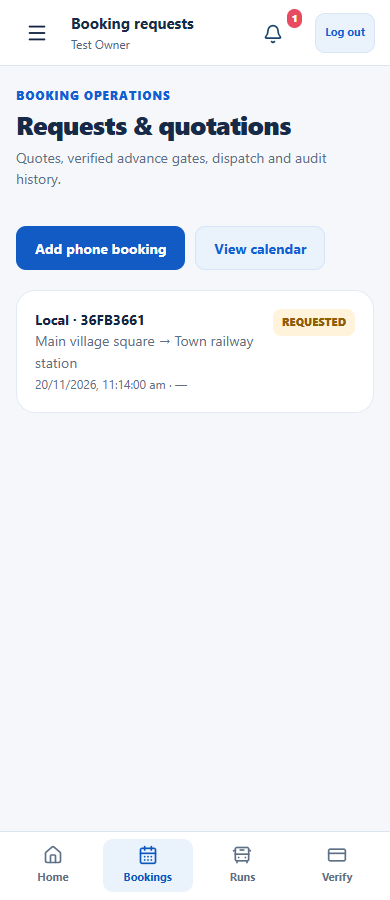 Booking requests
Test Owner
1
Log out
BOOKING OPERATIONS
Requests & quotations
Quotes, verified advance gates, dispatch and audit
history.
Add phone booking
View calendar
Local · 36FB3661
REQUESTED
Main village square → Town railway
station
20/11/2026, 11:14:00 am · —
Home
Bookings
Runs
Verify